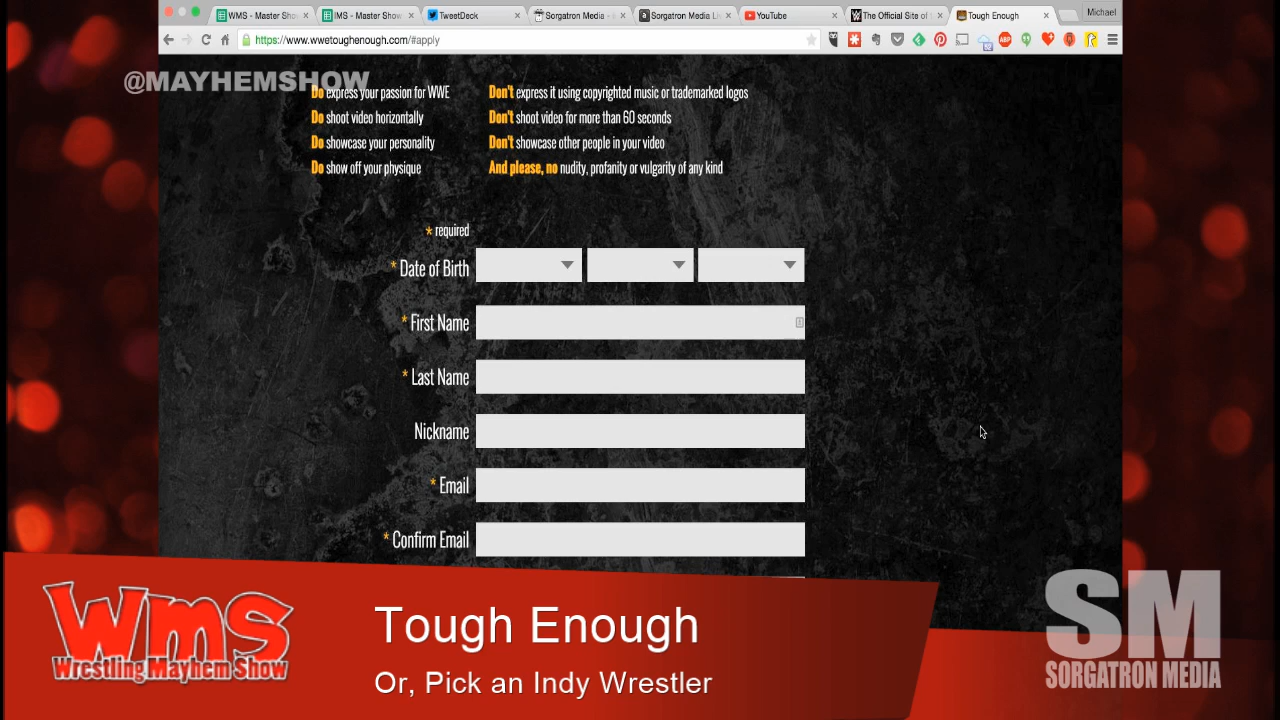 WMS - Master Sho
IMS - Master Show
TweetDeck
Sorgatron Media -
Sorgatron Media Li
YouTube
The Official Site of
Tough Enough
Michael
https://www.wwetoughenough.com/#apply
@MAYHEMSHOW
Do express your passion for WWE
Don't express it using copyrighted music or trademarked logos
Do shoot video horizontally
Don't shoot video for more than 60 seconds
Do showcase your personality
Don't showcase other people in your video
Do show off your physique
And please, no nudity, profanity or vulgarity of any kind
* required
* Date of Birth
* First Name
* Last Name
Nickname
* Email
* Confirm Email
Wms
Wrestling Mayhem Show
Tough Enough
Or, Pick an Indy Wrestler
SM
SORGATRON MEDIA